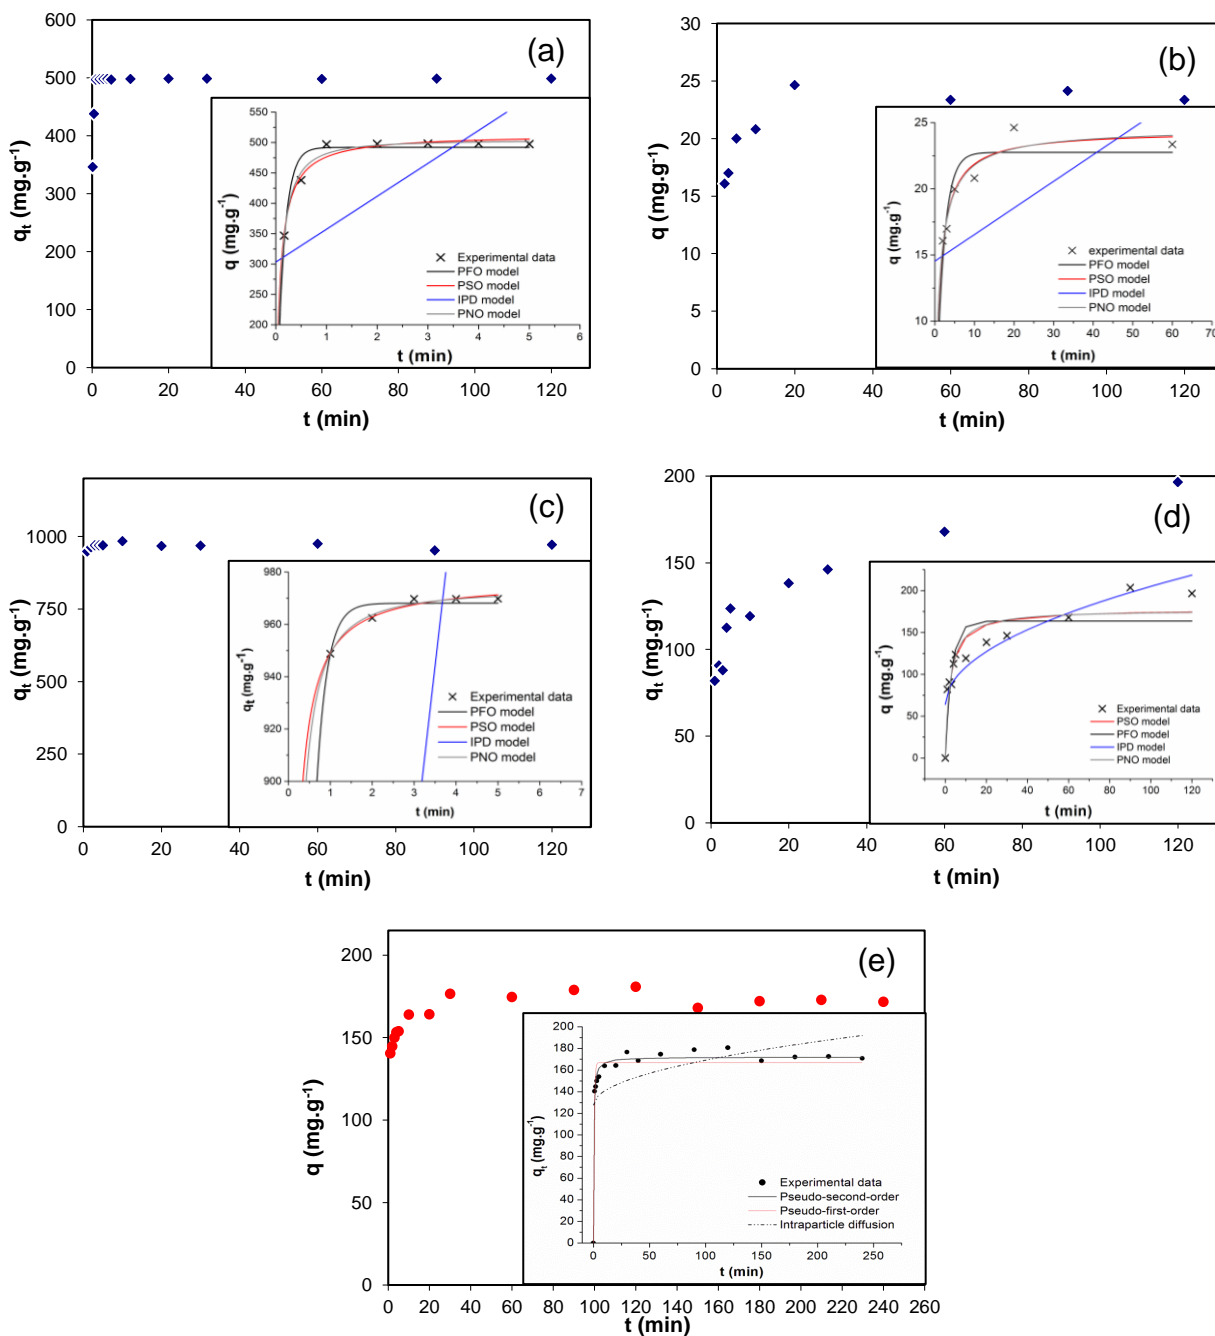 (a)
600
500
400
300
200
100
0
q_t (mg.g⁻¹)
0 20 40 60 80 100 120
t (min)
550
500
450
400
350
300
250
200
q (mg.g⁻¹)
Experimental data
PFO model
PSO model
IPD model
PNO model
0 1 2 3 4 5 6
t (min)
(b)
30
25
20
15
10
5
0
q (mg.g⁻¹)
0 20 40 60 80 100 120
t (min)
25
20
15
10
q (mg.g⁻¹)
experimental data
PFO model
PSO model
IPD model
PNO model
0 10 20 30 40 50 60 70
t (min)
(c)
1000
750
500
250
0
q_t (mg.g⁻¹)
0 20 40 60 80 100 120
t (min)
980
960
940
920
900
q_t (mg.g⁻¹)
Experimental data
PFO model
PSO model
IPD model
PNO model
0 1 2 3 4 5 6 7
t (min)
(d)
200
150
100
50
0
q_t (mg.g⁻¹)
0 20 40 60 80 100 120
t (min)
200
150
100
50
0
q (mg.g⁻¹)
Experimental data
PSO model
PFO model
IPD model
PNO model
0 20 40 60 80 100 120
t (min)
(e)
200
150
100
50
0
q (mg.g⁻¹)
0 20 40 60 80 100 120 140 160 180 200 220 240 260
t (min)
200
180
160
140
120
100
80
60
40
20
0
q_t (mg.g⁻¹)
Experimental data
Pseudo-second-order
Pseudo-first-order
Intraparticle diffusion
0 50 100 150 200 250
t (min)